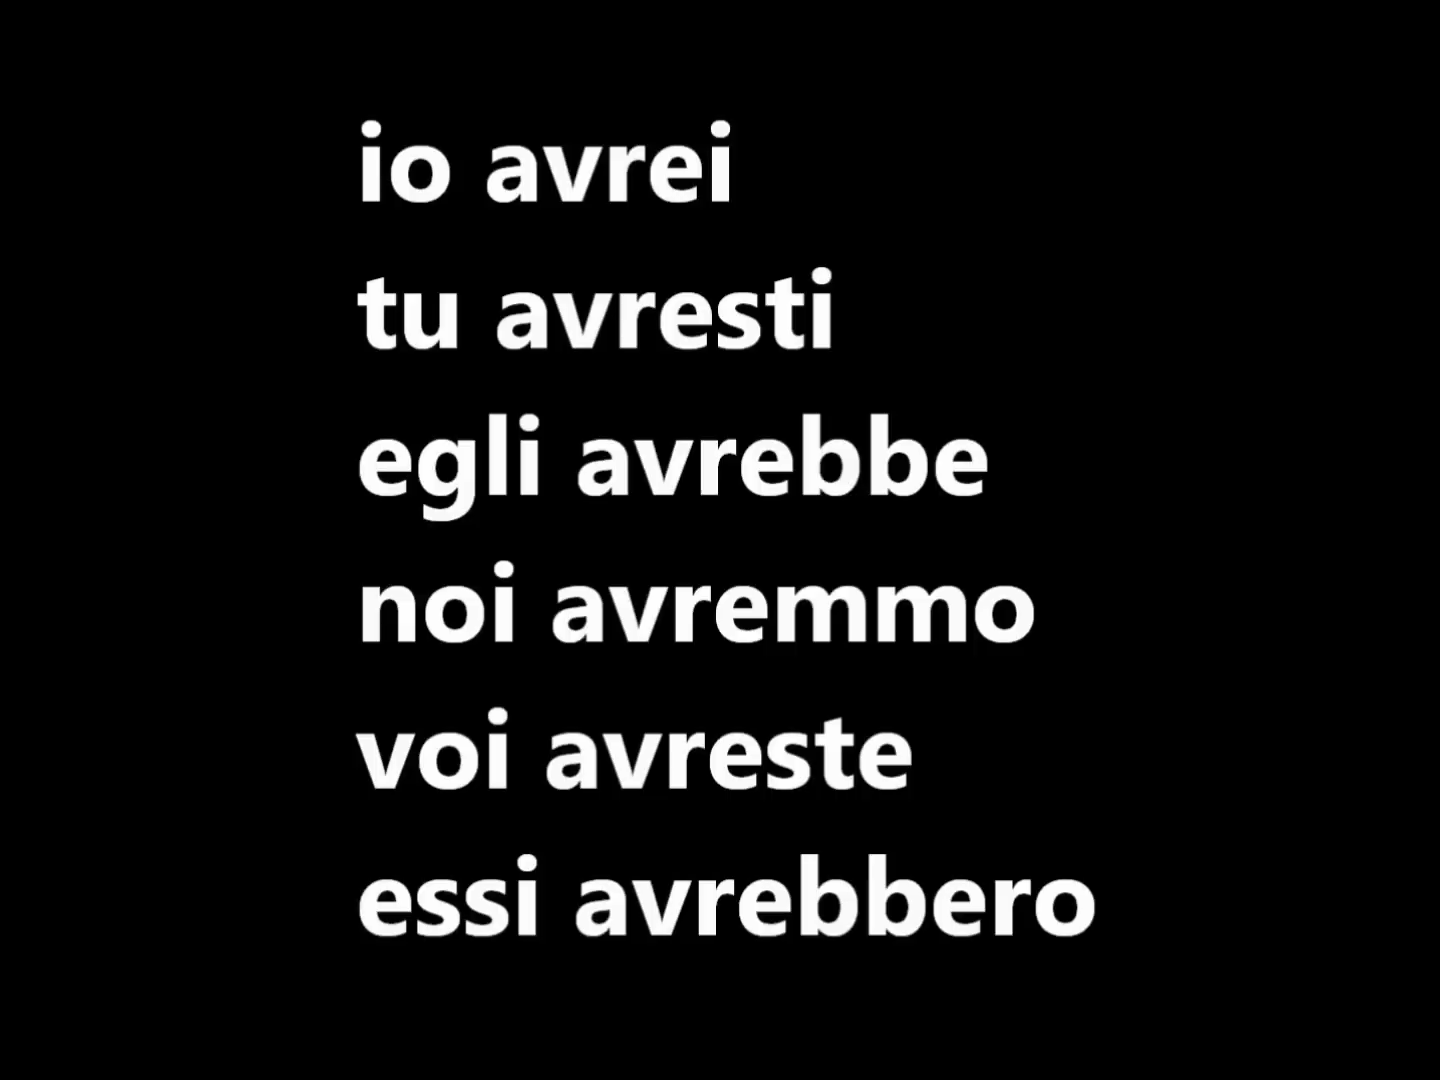 io avrei
tu avresti
egli avrebbe
noi avremmo
voi avreste
essi avrebbero